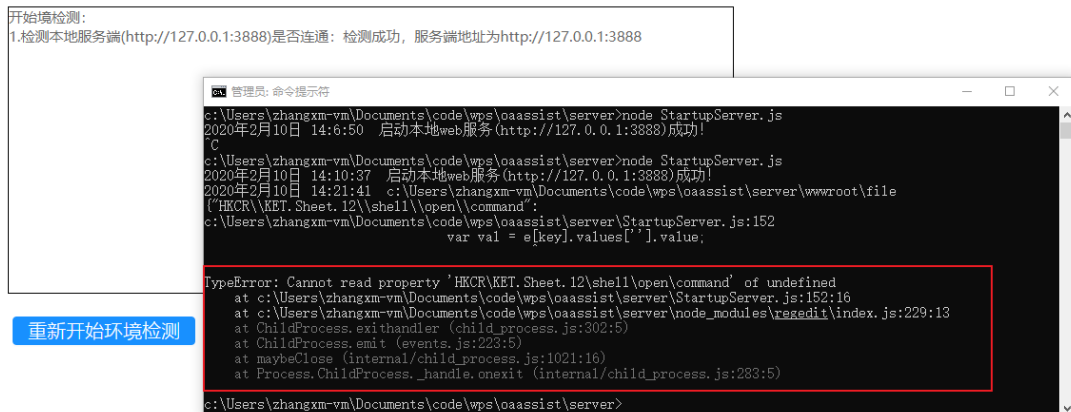 开始境检测：
1.检测本地服务端(http://127.0.0.1:3888)是否连通：检测成功，服务端地址为http://127.0.0.1:3888
管理员: 命令提示符
c:\Users\zhangxm-vm\Documents\code\wps\oaassist\server>node StartupServer.js
2020年2月10日 14:6:50  启动本地web服务(http://127.0.0.1:3888)成功!
^C
c:\Users\zhangxm-vm\Documents\code\wps\oaassist\server>node StartupServer.js
2020年2月10日 14:10:37  启动本地web服务(http://127.0.0.1:3888)成功!
2020年2月10日 14:21:41  c:\Users\zhangxm-vm\Documents\code\wps\oaassist\server\wwwroot\file
{"HKCR\\KET.Sheet.12\\shell\\open\\command":
c:\Users\zhangxm-vm\Documents\code\wps\oaassist\server\StartupServer.js:152
var val = e[key].values[''].value;
^
TypeError: Cannot read property 'HKCR\KET.Sheet.12\shell\open\command' of undefined
at c:\Users\zhangxm-vm\Documents\code\wps\oaassist\server\StartupServer.js:152:16
at c:\Users\zhangxm-vm\Documents\code\wps\oaassist\server\node_modules\regedit\index.js:229:13
at ChildProcess.exithandler (child_process.js:302:5)
at ChildProcess.emit (events.js:223:5)
at maybeClose (internal/child_process.js:1021:16)
at Process.ChildProcess._handle.onexit (internal/child_process.js:283:5)
重新开始环境检测
c:\Users\zhangxm-vm\Documents\code\wps\oaassist\server>